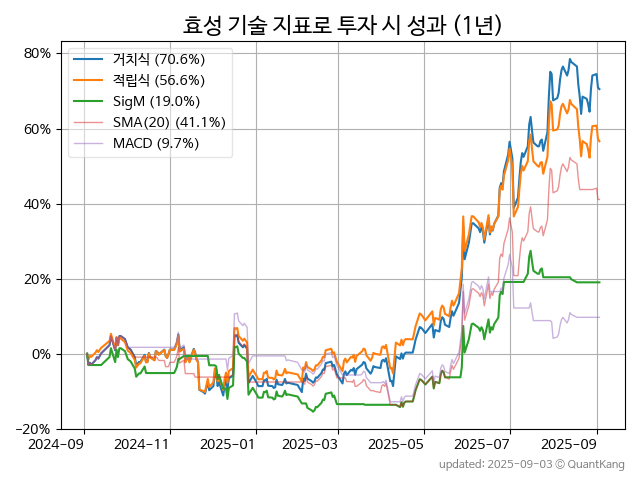 효성 기술 지표로 투자 시 성과 (1년)
거치식 (70.6%)
적립식 (56.6%)
SigM (19.0%)
SMA(20) (41.1%)
MACD (9.7%)
80%
60%
40%
20%
0%
−20%
2024-09 2024-11 2025-01 2025-03 2025-05 2025-07 2025-09
updated: 2025-09-03 © QuantKang